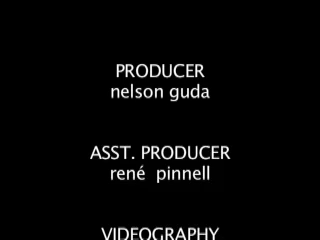 PRODUCER
nelson guda
ASST. PRODUCER
rené pinnell
VIDEOGRAPHY